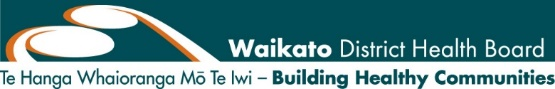 Waikato District Health Board
Te Hanga Whaioranga Mō Te Iwi – Building Healthy Communities